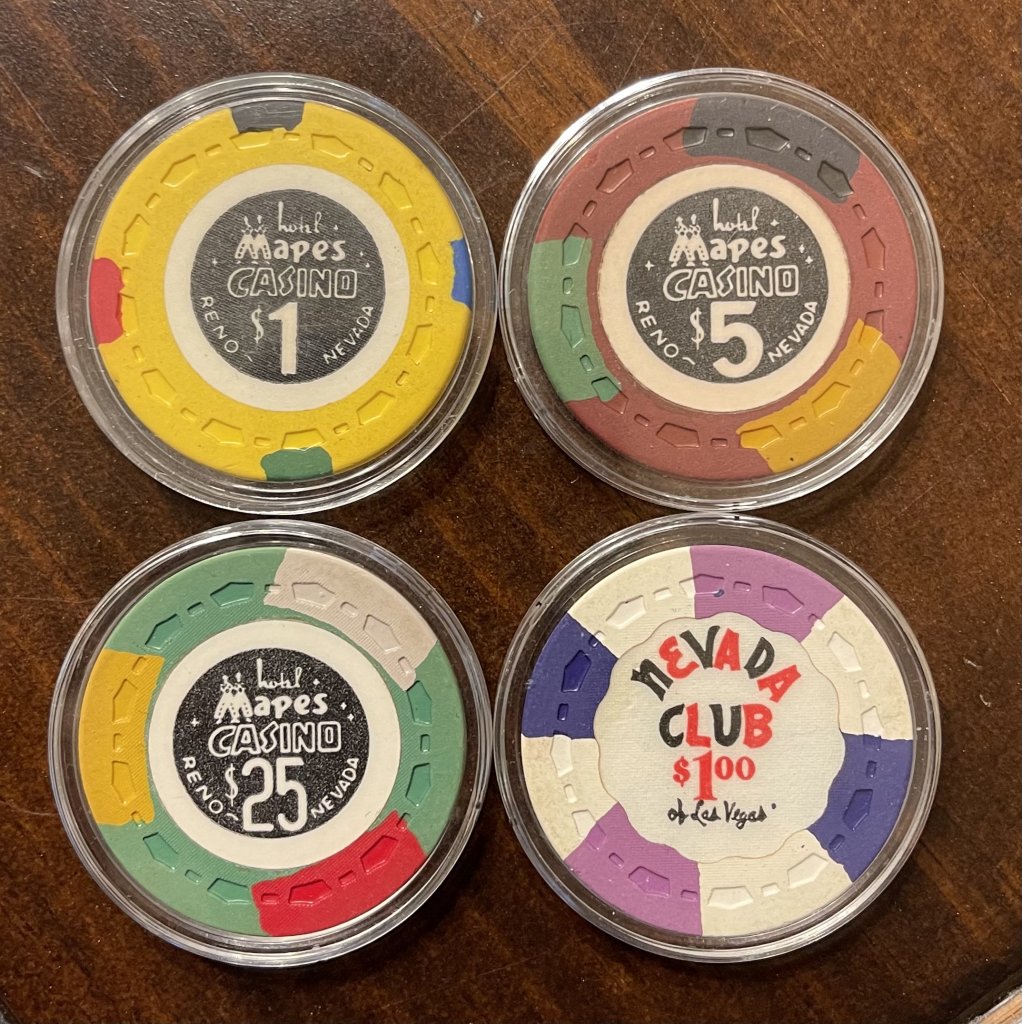 hotel
Mapes
CASINO
$1
RENO NEVADA
hotel
Mapes
CASINO
$5
RENO NEVADA
hotel
Mapes
CASINO
$25
RENO NEVADA
NEVADA
CLUB
$1.00
of Las Vegas